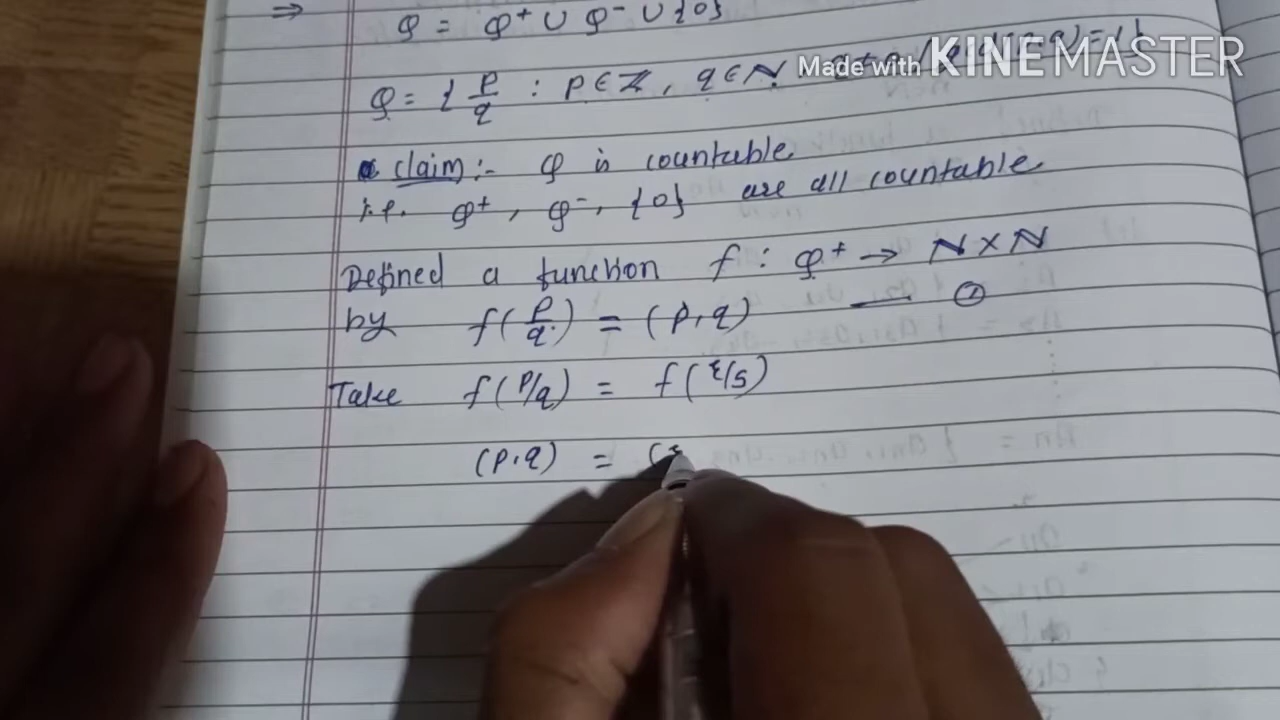 ⇒ Q = Q⁺ ∪ Q⁻ ∪ {0}
Q = { p/q : p ∈ Z, q ∈ N
Made with KINEMASTER
claim:- Q is countable
i.e. Q⁺, Q⁻, {0} are all countable
Defined a function f : Q⁺ → N × N
by f(p/q) = (p, q) — ①
Take f(p/q) = f(r/s)
(p, q) = (r